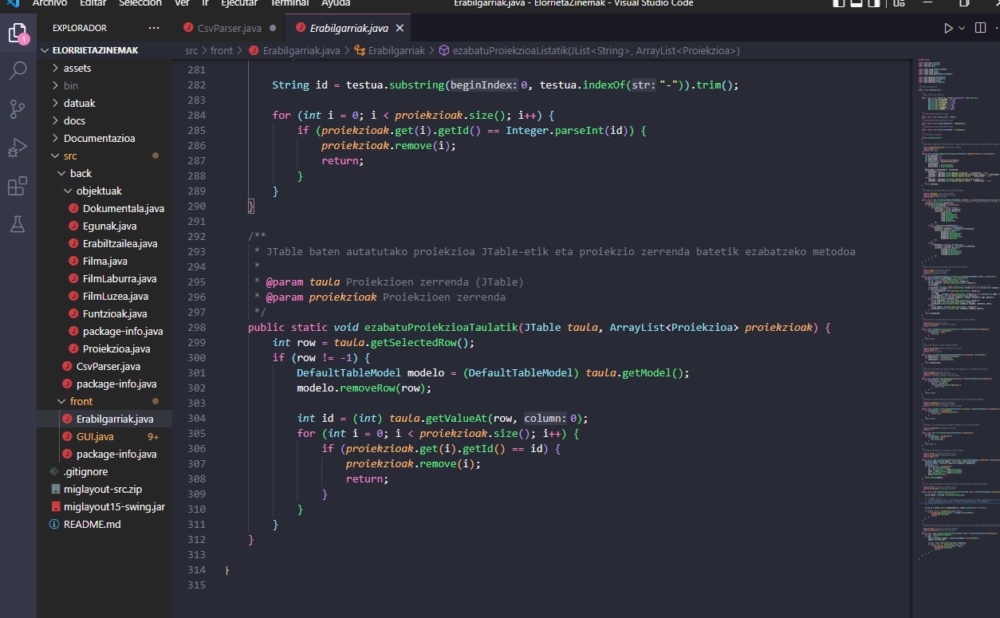 Archivo Editar Selección Ver Ir Ejecutar Terminal Ayuda Erabilgarriak.java - ElorrietaZinemak - Visual Studio Code
EXPLORADOR ···
1
ELORRIETAZINEMAK
assets
bin
datuak
docs
Documentazioa
src
back
objektuak
Dokumentala.java
Egunak.java
Erabiltzailea.java
Filma.java
FilmLaburra.java
FilmLuzea.java
Funtzioak.java
package-info.java
Proiekzioa.java
CsvParser.java
package-info.java
front
Erabilgarriak.java
GUI.java 9+
package-info.java
.gitignore
miglayout-src.zip
miglayout15-swing.jar
README.md
CsvParser.java Erabilgarriak.java
src > front > Erabilgarriak.java > Erabilgarriak > ezabatuProiekzioaListatik(JList<String>, ArrayList<Proiekzioa>)
281
282 String id = testua.substring(beginIndex: 0, testua.indexOf(str: "-")).trim();
283
284 for (int i = 0; i < proiekzioak.size(); i++) {
285 if (proiekzioak.get(i).getId() == Integer.parseInt(id)) {
286 proiekzioak.remove(i);
287 return;
288 }
289 }
290 }
291
292 /**
293 * JTable baten autatutako proiekzioa JTable-etik eta proiekzio zerrenda batetik ezabatzeko metodoa
294 *
295 * @param taula Proiekzioen zerrenda (JTable)
296 * @param proiekzioak Proiekzioen zerrenda
297 */
298 public static void ezabatuProiekzioaTaulatik(JTable taula, ArrayList<Proiekzioa> proiekzioak) {
299 int row = taula.getSelectedRow();
300 if (row != -1) {
301 DefaultTableModel modelo = (DefaultTableModel) taula.getModel();
302 modelo.removeRow(row);
303
304 int id = (int) taula.getValueAt(row, column: 0);
305 for (int i = 0; i < proiekzioak.size(); i++) {
306 if (proiekzioak.get(i).getId() == id) {
307 proiekzioak.remove(i);
308 return;
309 }
310 }
311 }
312 }
313
314 }
315